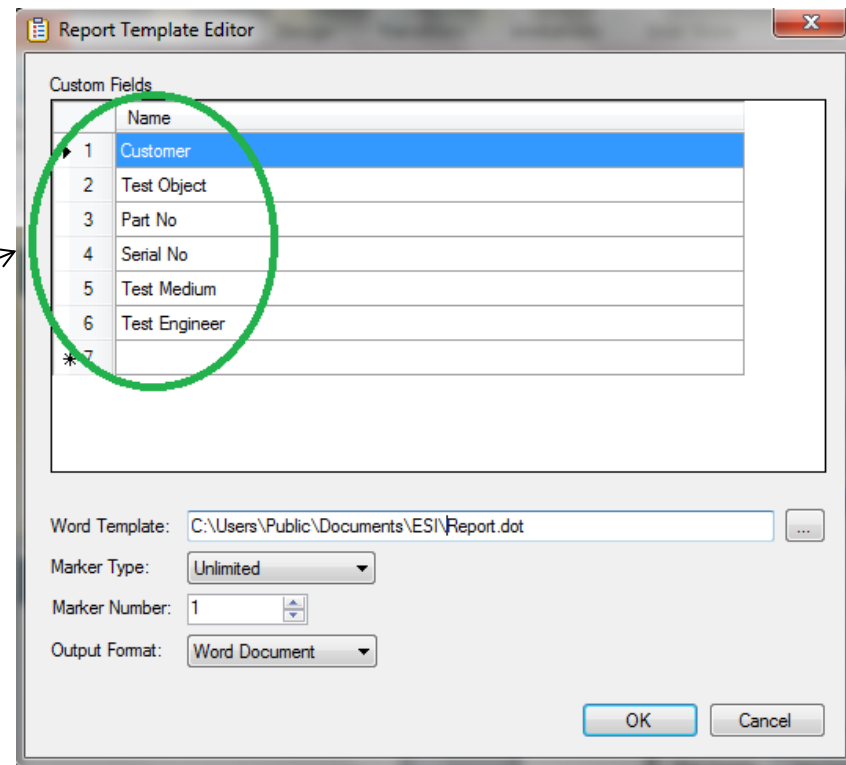 Report Template Editor
Custom Fields
Name
1 Customer
2 Test Object
3 Part No
4 Serial No
5 Test Medium
6 Test Engineer
* 7
Word Template: C:\Users\Public\Documents\ESI\Report.dot ...
Marker Type: Unlimited
Marker Number: 1
Output Format: Word Document
OK Cancel